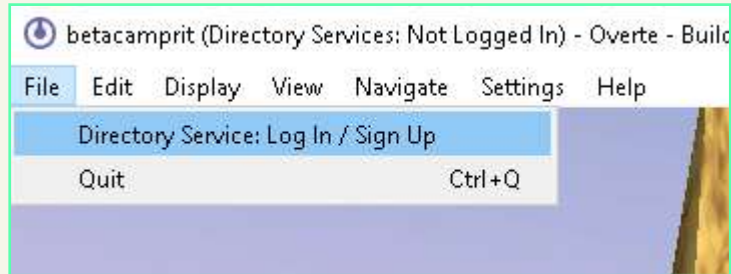 betacamprit (Directory Services: Not Logged In) - Overte - Build
File Edit Display View Navigate Settings Help
Directory Service: Log In / Sign Up
Quit Ctrl+Q